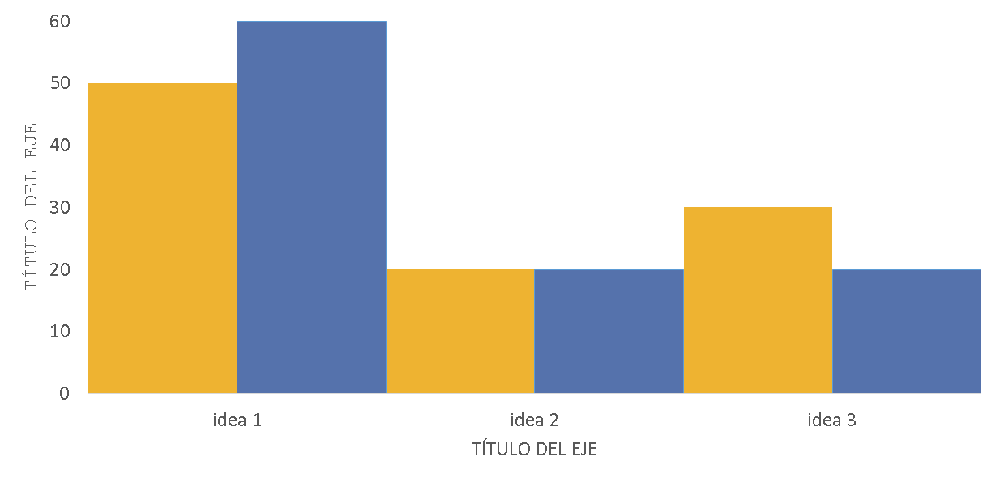 60
50
40
30
20
10
0
TÍTULO DEL EJE
idea 1
idea 2
idea 3
TÍTULO DEL EJE